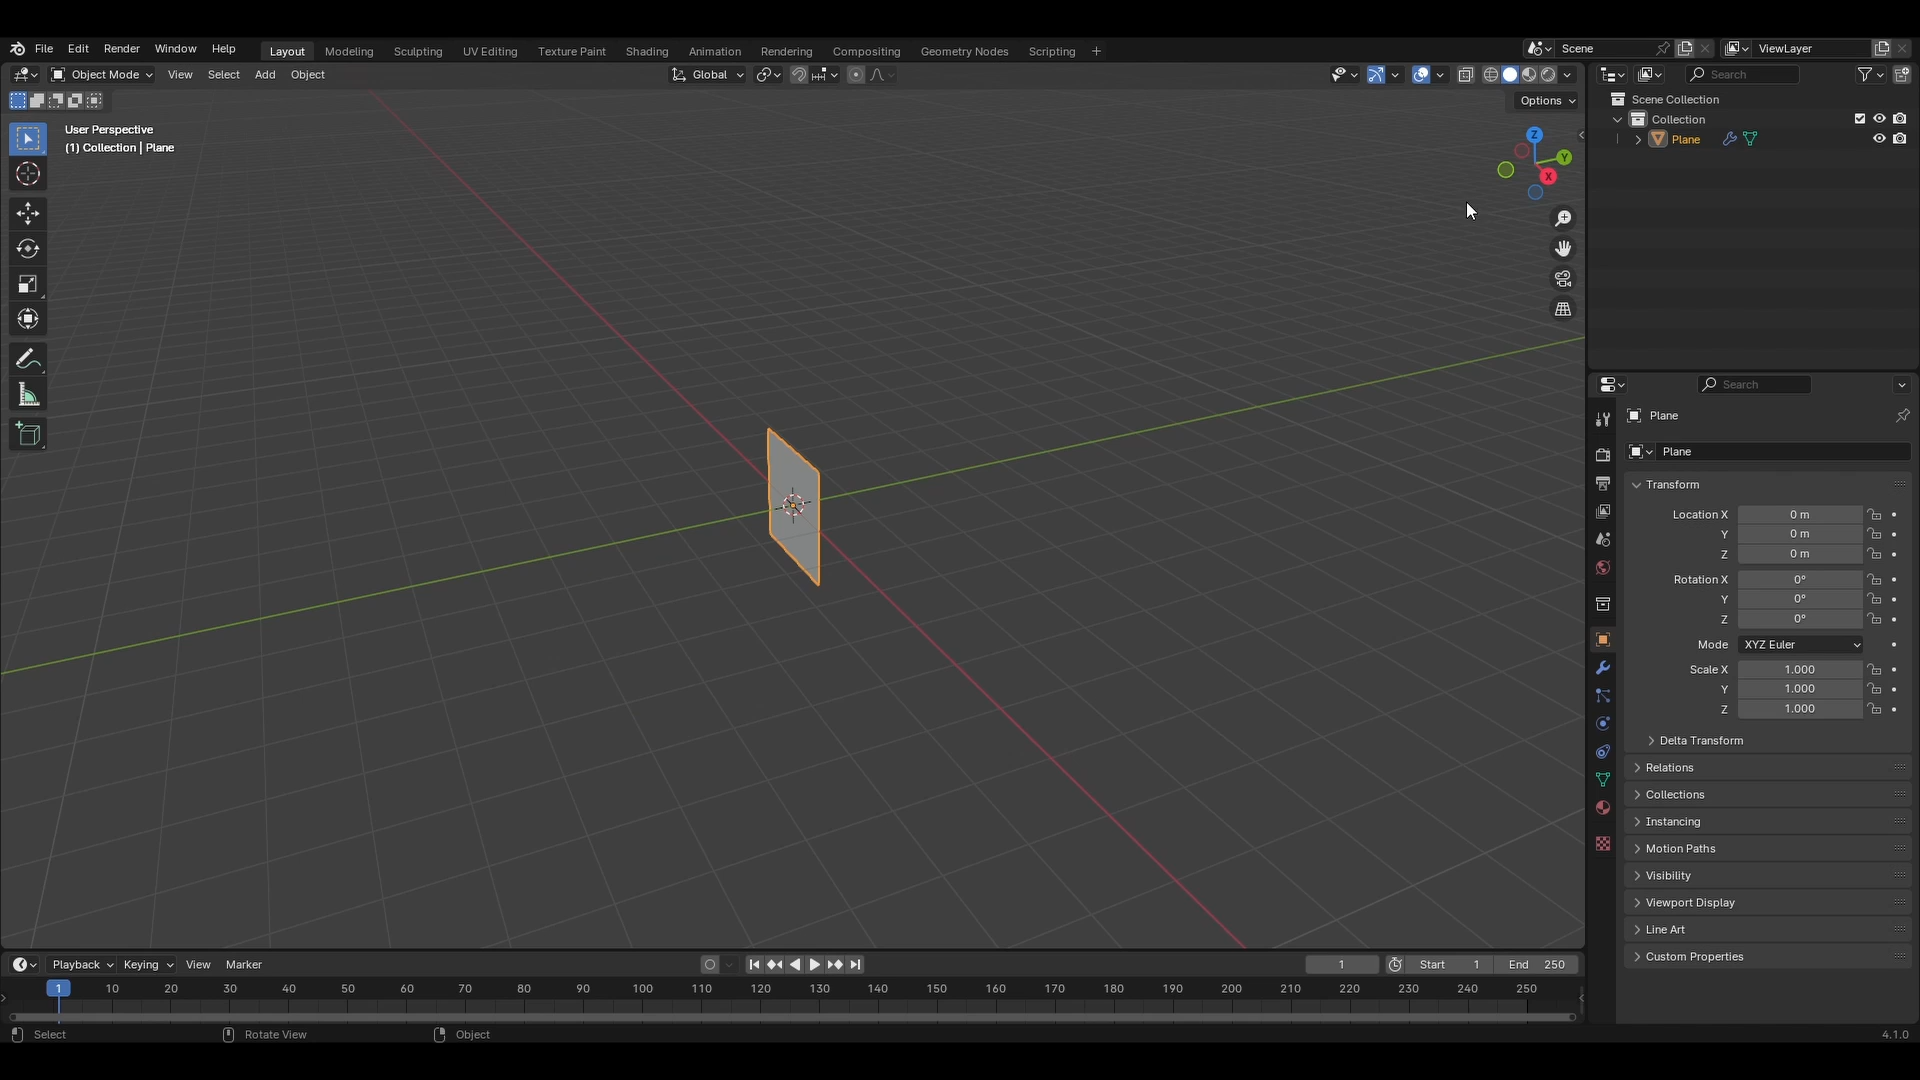 File Edit Render Window Help Layout Modeling Sculpting UV Editing Texture Paint Shading Animation Rendering Compositing Geometry Nodes Scripting + Scene ViewLayer
Object Mode View Select Add Object Global Search
Options
User Perspective
(1) Collection | Plane
Z
Y
X
Scene Collection
Collection
Plane
Search
Plane
Plane
Transform
Location X 0 m
Y 0 m
Z 0 m
Rotation X 0°
Y 0°
Z 0°
Mode XYZ Euler
Scale X 1.000
Y 1.000
Z 1.000
Delta Transform
Relations
Collections
Instancing
Motion Paths
Visibility
Viewport Display
Line Art
Custom Properties
Playback Keying View Marker 1 Start 1 End 250
1 10 20 30 40 50 60 70 80 90 100 110 120 130 140 150 160 170 180 190 200 210 220 230 240 250
Select Rotate View Object 4.1.0